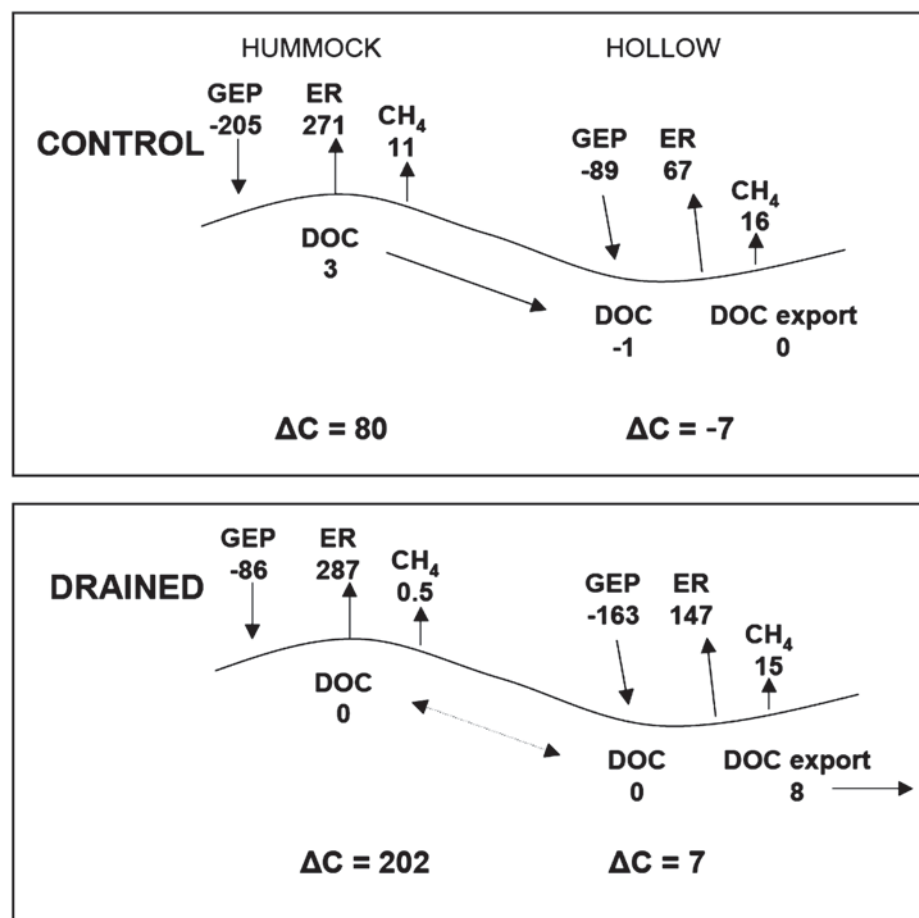 HUMMOCK HOLLOW
GEP ER CH₄
-205 271 11
CONTROL
GEP ER CH₄
-89 67 16
DOC
3
DOC DOC export
-1 0
ΔC = 80 ΔC = -7
GEP ER CH₄
-86 287 0.5
DRAINED
GEP ER CH₄
-163 147 15
DOC
0
DOC DOC export
0 8
ΔC = 202 ΔC = 7